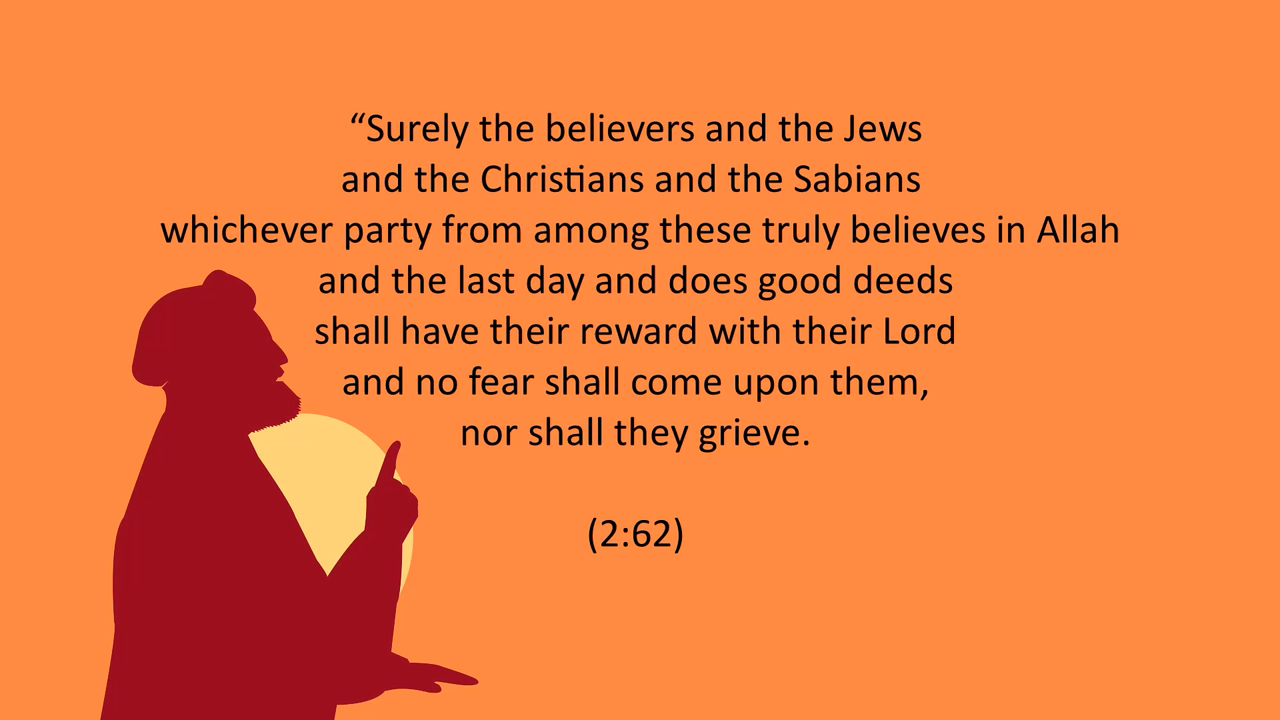 “Surely the believers and the Jews
and the Christians and the Sabians
whichever party from among these truly believes in Allah
and the last day and does good deeds
shall have their reward with their Lord
and no fear shall come upon them,
nor shall they grieve.
(2:62)